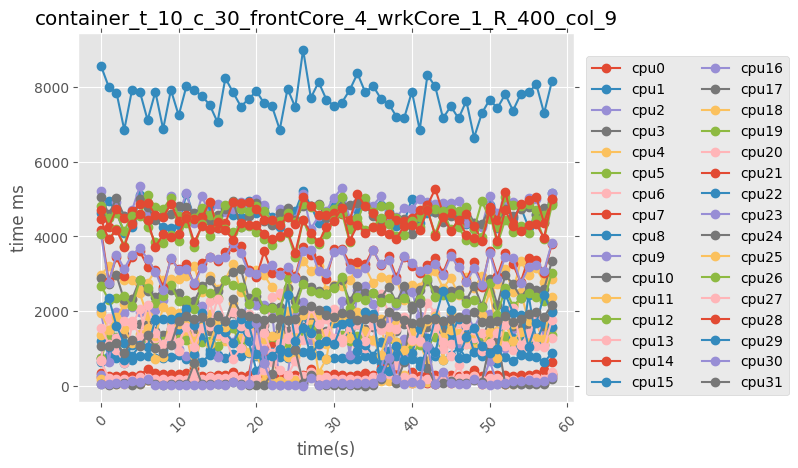 container_t_10_c_30_frontCore_4_wrkCore_1_R_400_col_9
time ms
8000
6000
4000
2000
0
0
10
20
30
40
50
60
time(s)
cpu0
cpu1
cpu2
cpu3
cpu4
cpu5
cpu6
cpu7
cpu8
cpu9
cpu10
cpu11
cpu12
cpu13
cpu14
cpu15
cpu16
cpu17
cpu18
cpu19
cpu20
cpu21
cpu22
cpu23
cpu24
cpu25
cpu26
cpu27
cpu28
cpu29
cpu30
cpu31